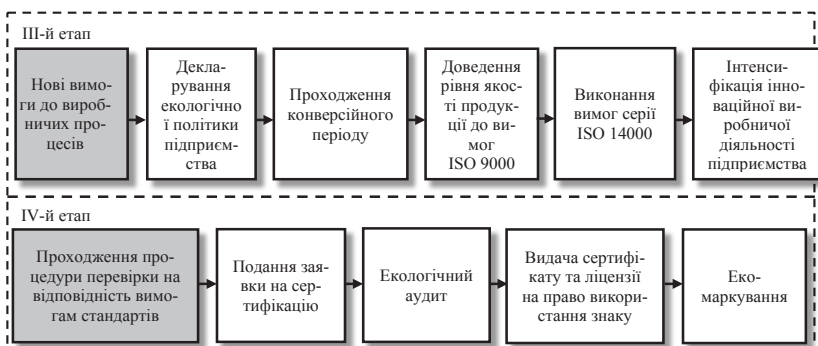 III-й етап
Нові вимо-
ги до вироб-
ничих про-
цесів
Декла-
рування
екологічно
ї політики
підприєм-
ства
Проходження
конверсійного
періоду
Доведення
рівня якос-
ті продук-
ції до ви-
мог
ISO 9000
Виконання
вимог серії
ISO 14000
Інтенси-
фікація інно-
ваційної ви-
робничої
діяльності
підприємства
IV-й етап
Проходження про-
цедури перевірки на
відповідність вимо-
гам стандартів
Подання зая-
вки на сер-
тифікацію
Екологічний
аудит
Видача сертифі-
кату та ліцензії
на право викори-
стання знаку
Еко-
маркування